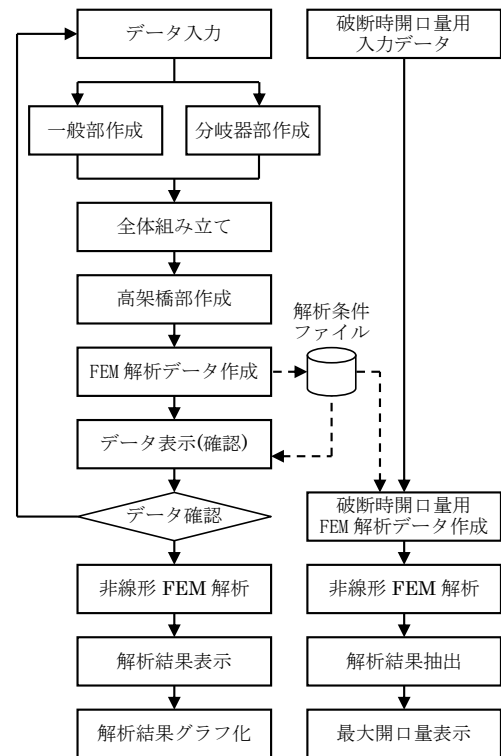 データ入力
破断時開口量用
入力データ
一般部作成
分岐器部作成
全体組み立て
高架橋部作成
解析条件
ファイル
FEM 解析データ作成
データ表示(確認)
データ確認
破断時開口量用
FEM 解析データ作成
非線形 FEM 解析
非線形 FEM 解析
解析結果表示
解析結果抽出
解析結果グラフ化
最大開口量表示